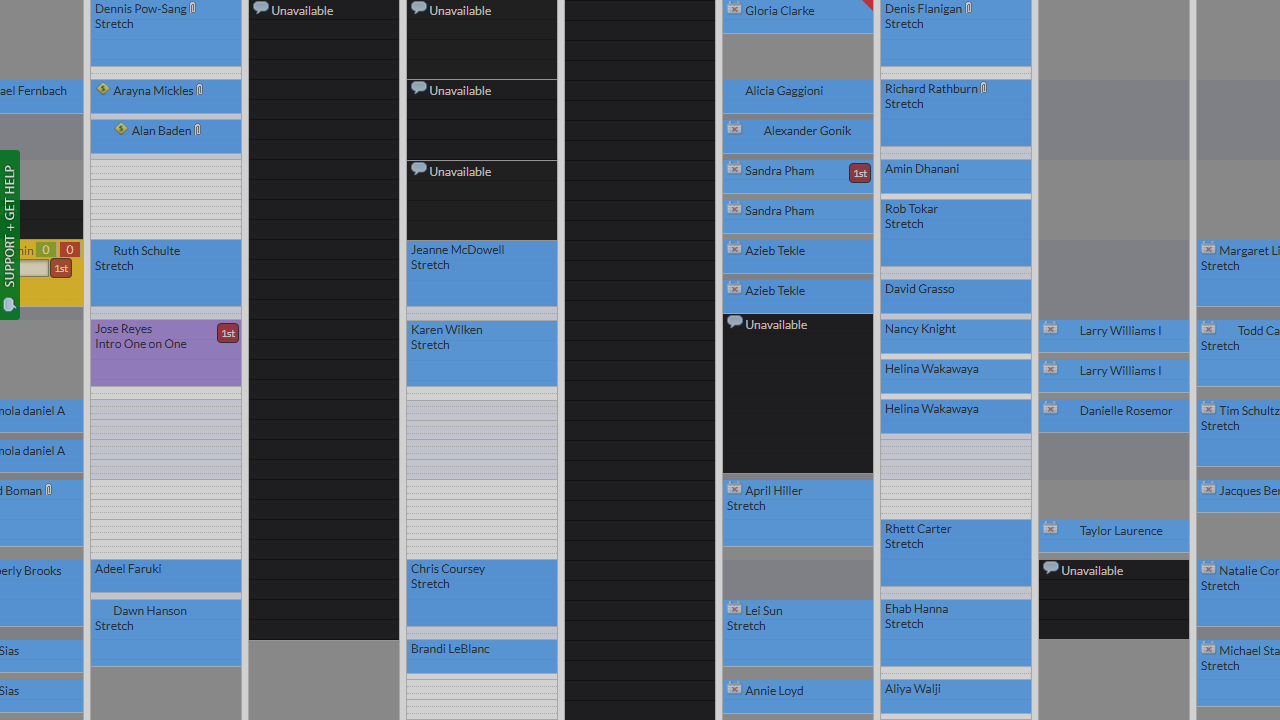 ael Fernbach
SUPPORT + GET HELP
min 0 0
1st
nola daniel A
nola daniel A
d Boman
erly Brooks
Sias
Sias
Dennis Pow-Sang
Stretch
Arayna Mickles
Alan Baden
Ruth Schulte
Stretch
Jose Reyes
Intro One on One
1st
Adeel Faruki
Dawn Hanson
Stretch
Unavailable
Unavailable
Unavailable
Unavailable
Jeanne McDowell
Stretch
Karen Wilken
Stretch
Chris Coursey
Stretch
Brandi LeBlanc
Gloria Clarke
Alicia Gaggioni
Alexander Gonik
Sandra Pham
1st
Sandra Pham
Azieb Tekle
Azieb Tekle
Unavailable
April Hiller
Stretch
Lei Sun
Stretch
Annie Loyd
Denis Flanigan
Stretch
Richard Rathburn
Stretch
Amin Dhanani
Rob Tokar
Stretch
David Grasso
Nancy Knight
Helina Wakawaya
Helina Wakawaya
Rhett Carter
Stretch
Ehab Hanna
Stretch
Aliya Walji
Larry Williams I
Larry Williams I
Danielle Rosemor
Taylor Laurence
Unavailable
Margaret Li
Stretch
Todd Ca
Stretch
Tim Schultz
Stretch
Jacques Ber
Natalie Cor
Stretch
Michael Sta
Stretch